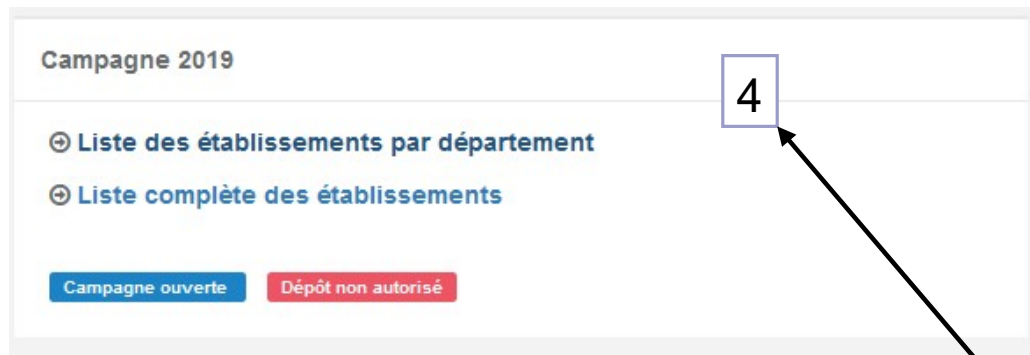 Campagne 2019
4
Liste des établissements par département
Liste complète des établissements
Campagne ouverte Dépôt non autorisé